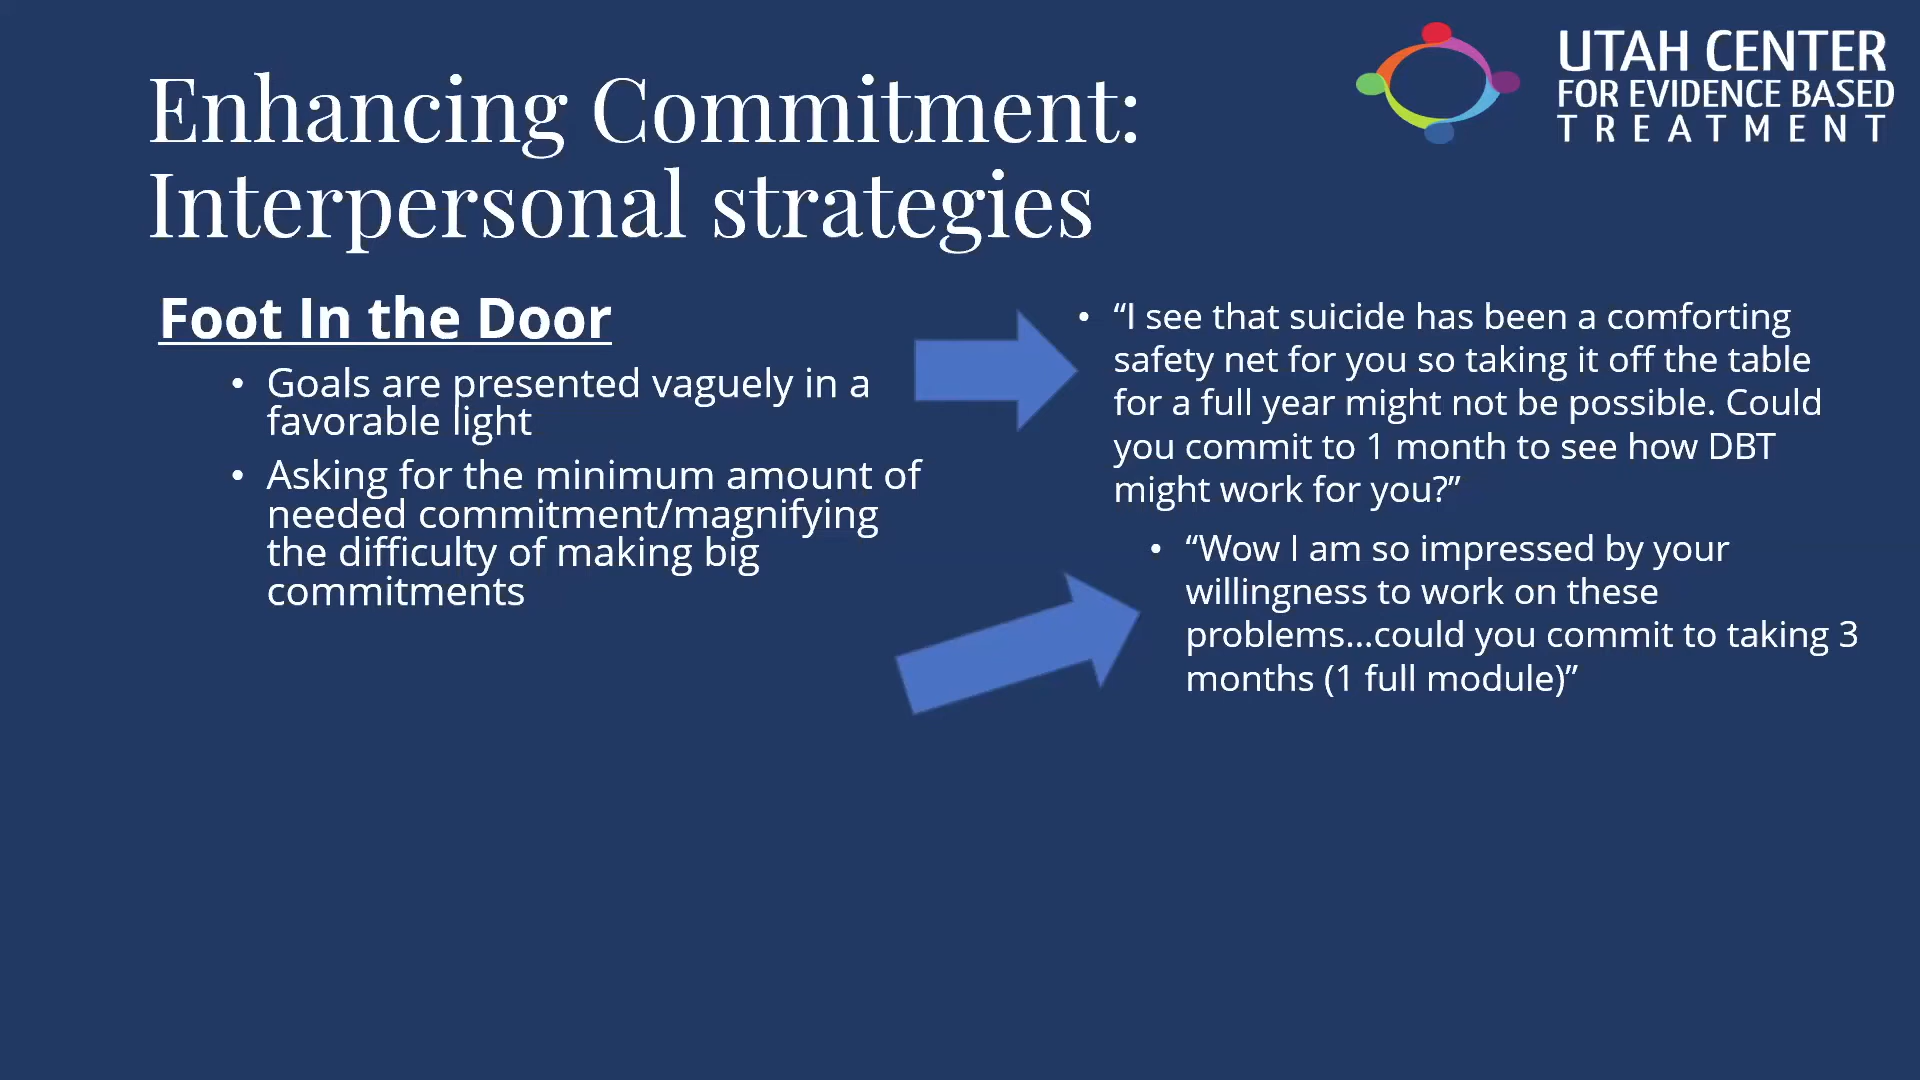 UTAH CENTER
FOR EVIDENCE BASED
TREATMENT
Enhancing Commitment:
Interpersonal strategies
Foot In the Door
• Goals are presented vaguely in a
favorable light
• Asking for the minimum amount of
needed commitment/magnifying
the difficulty of making big
commitments
• “I see that suicide has been a comforting
safety net for you so taking it off the table
for a full year might not be possible. Could
you commit to 1 month to see how DBT
might work for you?”
• “Wow I am so impressed by your
willingness to work on these
problems...could you commit to taking 3
months (1 full module)”